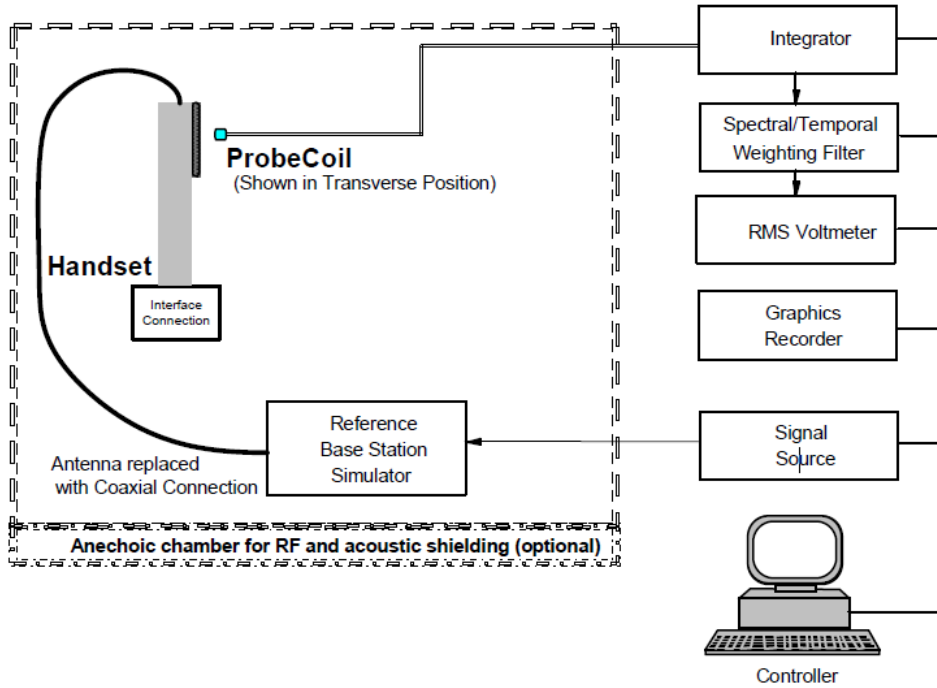 Integrator
Spectral/Temporal
Weighting Filter
RMS Voltmeter
Graphics
Recorder
Signal
Source
Controller
ProbeCoil
(Shown in Transverse Position)
Handset
Interface
Connection
Reference
Base Station
Simulator
Antenna replaced
with Coaxial Connection
Anechoic chamber for RF and acoustic shielding (optional)